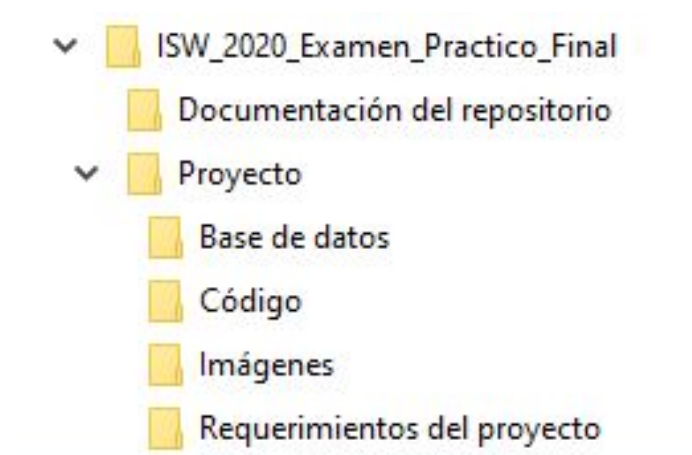 ISW_2020_Examen_Practico_Final
Documentación del repositorio
Proyecto
Base de datos
Código
Imágenes
Requerimientos del proyecto